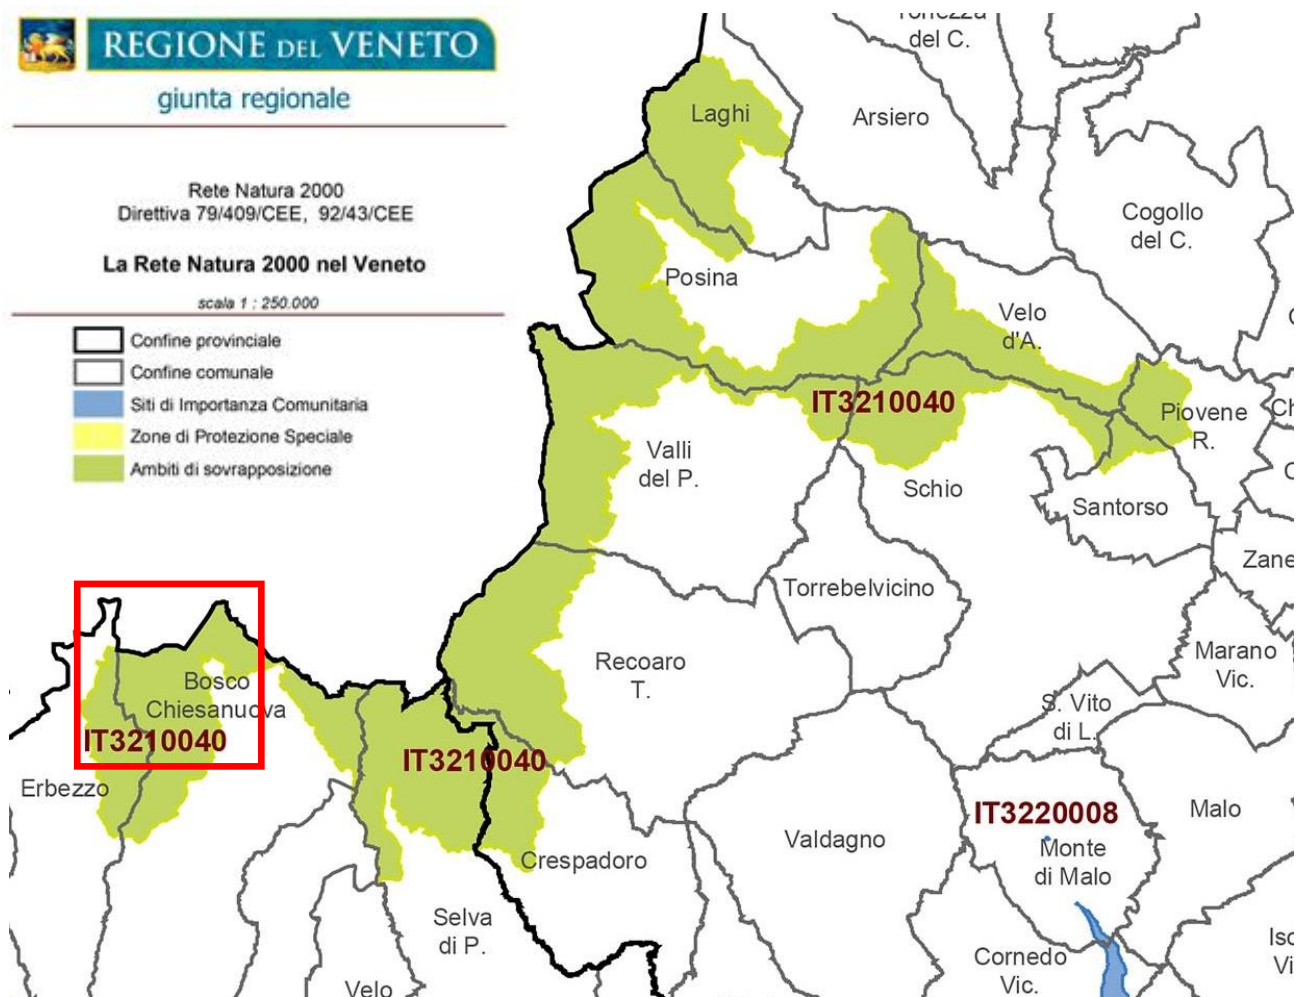 REGIONE DEL VENETO
giunta regionale
Rete Natura 2000
Direttiva 79/409/CEE, 92/43/CEE
La Rete Natura 2000 nel Veneto
scala 1 : 250.000
Confine provinciale
Confine comunale
Siti di Importanza Comunitaria
Zone di Protezione Speciale
Ambiti di sovrapposizione
del C.
Laghi
Arsiero
Cogollo
del C.
Posina
Velo
d'A.
IT3210040
Piovene
R.
Valli
del P.
Schio
Santorso
Torrebelvicino
Recoaro
T.
Marano
Vic.
Bosco
Chiesanuova
S. Vito
di L.
IT3210040
IT3210040
Erbezzo
IT3220008
Malo
Valdagno
Monte
di Malo
Crespadoro
Selva
di P.
Cornedo
Vic.
Velo